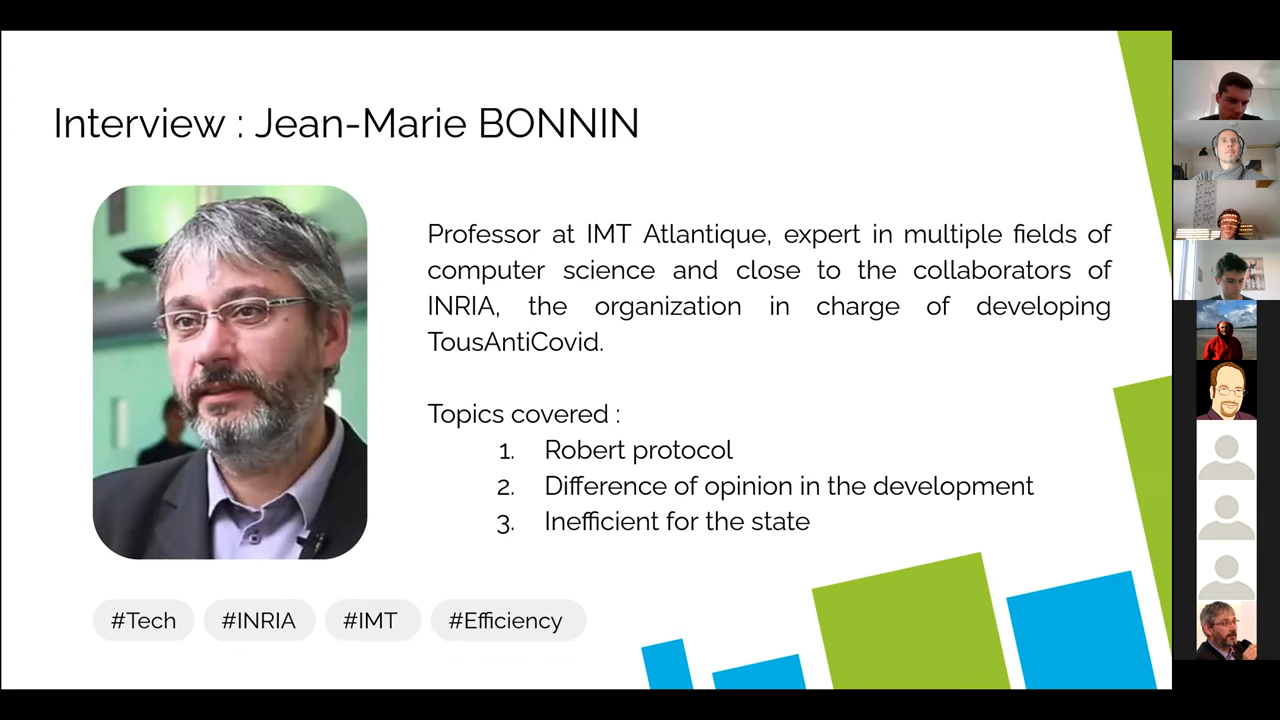 Interview : Jean-Marie BONNIN
Professor at IMT Atlantique, expert in multiple fields of
computer science and close to the collaborators of
INRIA, the organization in charge of developing
TousAntiCovid.
Topics covered :
1. Robert protocol
2. Difference of opinion in the development
3. Inefficient for the state
#Tech #INRIA #IMT #Efficiency